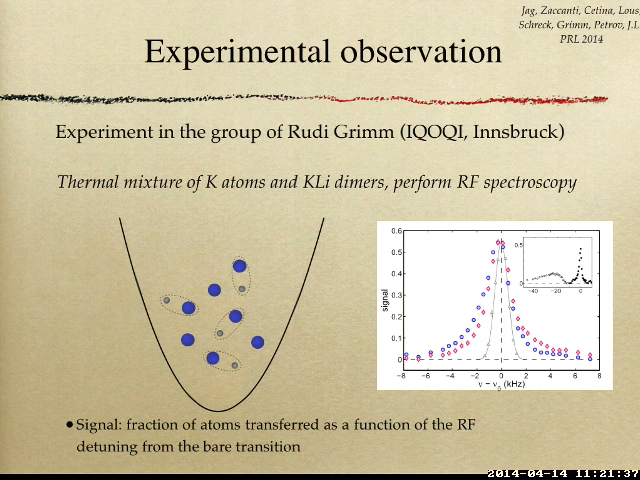 Jag, Zaccanti, Cetina, Lous,
Schreck, Grimm, Petrov, J.L
PRL 2014
Experimental observation
Experiment in the group of Rudi Grimm (IQOQI, Innsbruck)
Thermal mixture of K atoms and KLi dimers, perform RF spectroscopy
0.6
0.5
0.4
0.3
0.2
0.1
0
signal
0.5
0
−40
−20
0
−8
−6
−4
−2
0
2
4
6
8
ν − ν0 (kHz)
• Signal: fraction of atoms transferred as a function of the RF
detuning from the bare transition
2014-04-14 11:21:37